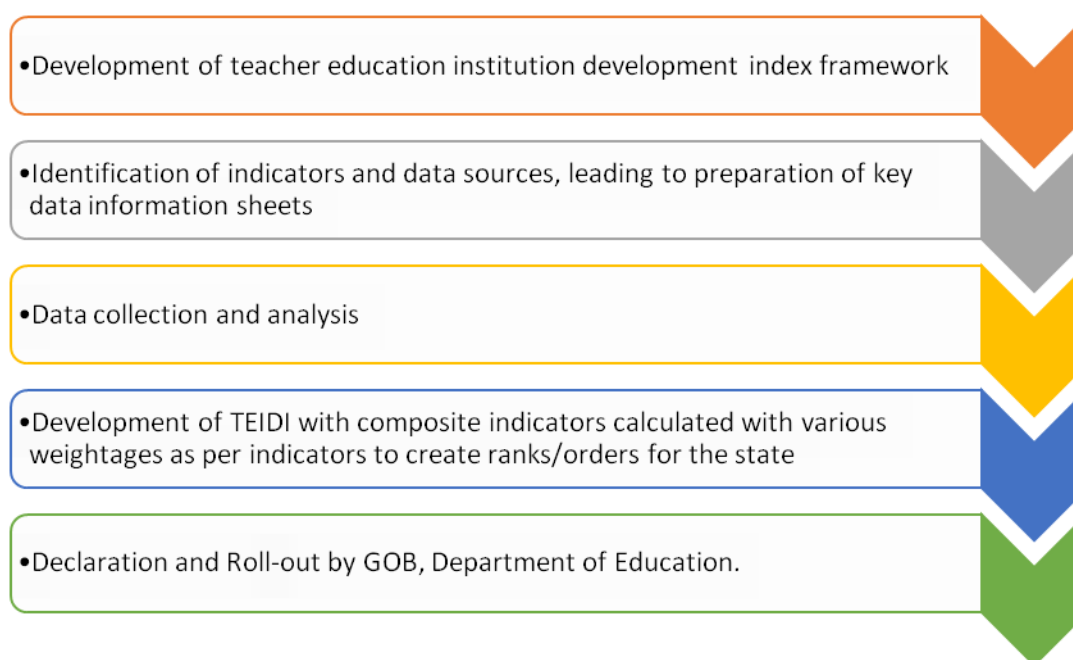 •Development of teacher education institution development index framework
•Identification of indicators and data sources, leading to preparation of key
data information sheets
•Data collection and analysis
•Development of TEIDI with composite indicators calculated with various
weightages as per indicators to create ranks/orders for the state
•Declaration and Roll-out by GOB, Department of Education.